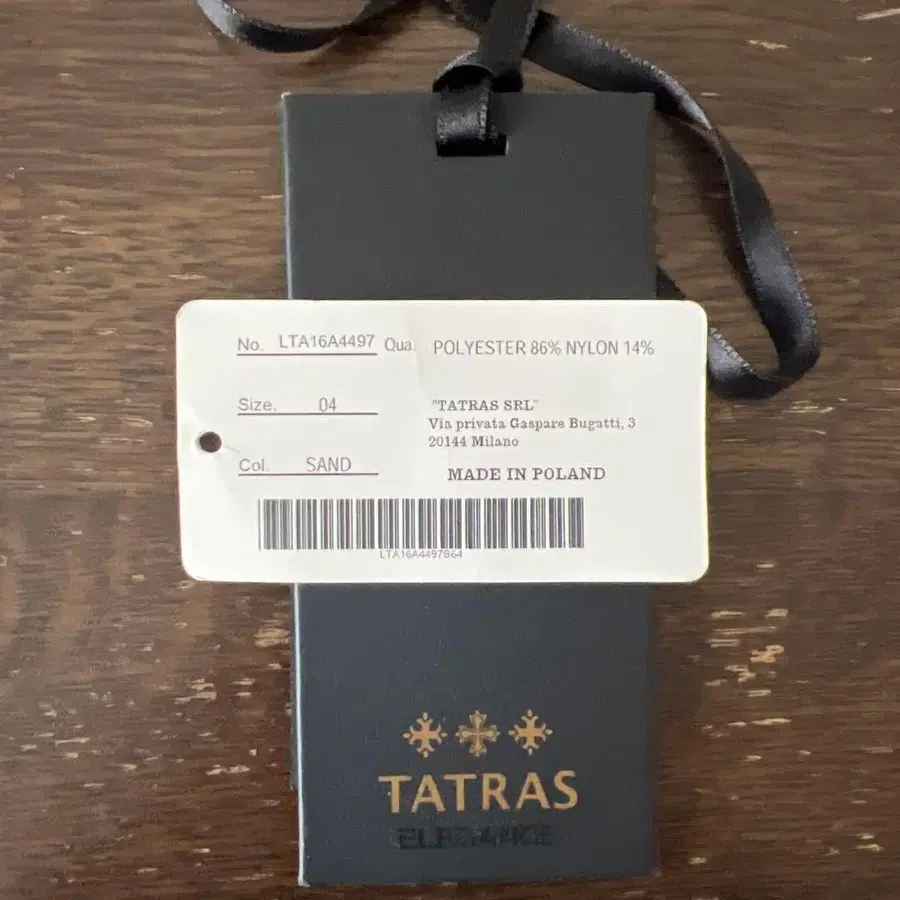 No. LTA16A4497 Qua. POLYESTER 86% NYLON 14%
Size. 04
"TATRAS SRL"
Via privata Gaspare Bugatti, 3
20144 Milano
Col. SAND
MADE IN POLAND
LTA16A4497864
TATRAS